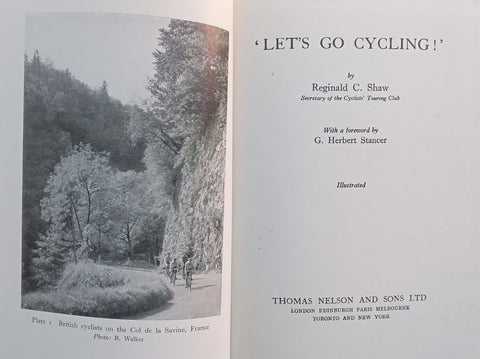 Plate 1 British cyclists on the Col de la Savine, France
Photo: R. Walker
'LET'S GO CYCLING!'
by
Reginald C. Shaw
Secretary of the Cyclists' Touring Club
With a foreword by
G. Herbert Stancer
Illustrated
THOMAS NELSON AND SONS LTD
LONDON EDINBURGH PARIS MELBOURNE
TORONTO AND NEW YORK